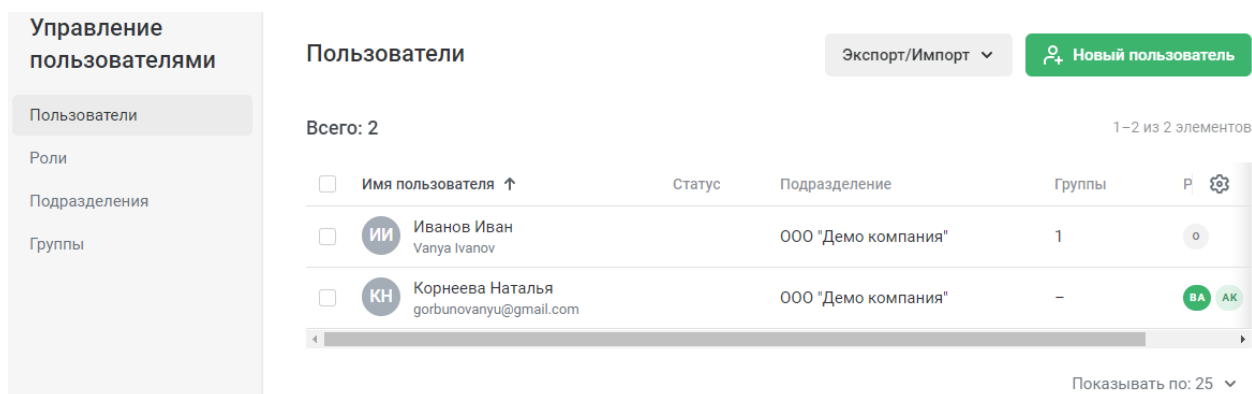 Управление
пользователями
Пользователи
Роли
Подразделения
Группы
Пользователи
Экспорт/Импорт
Новый пользователь
Всего: 2
1–2 из 2 элементов
Имя пользователя ↑ Статус Подразделение Группы Р
ИИ Иванов Иван ООО "Демо компания" 1 О
Vanya Ivanov
КН Корнеева Наталья ООО "Демо компания" – ВА АК
gorbunovanyu@gmail.com
Показывать по: 25